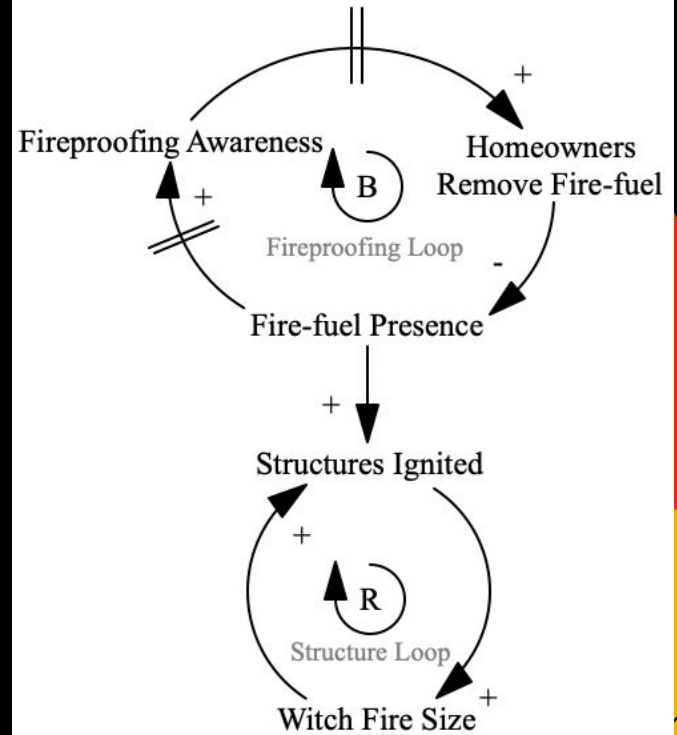 +
Fireproofing Awareness
Homeowners
Remove Fire-fuel
+
B
Fireproofing Loop
-
Fire-fuel Presence
+
Structures Ignited
+
R
Structure Loop
+
Witch Fire Size